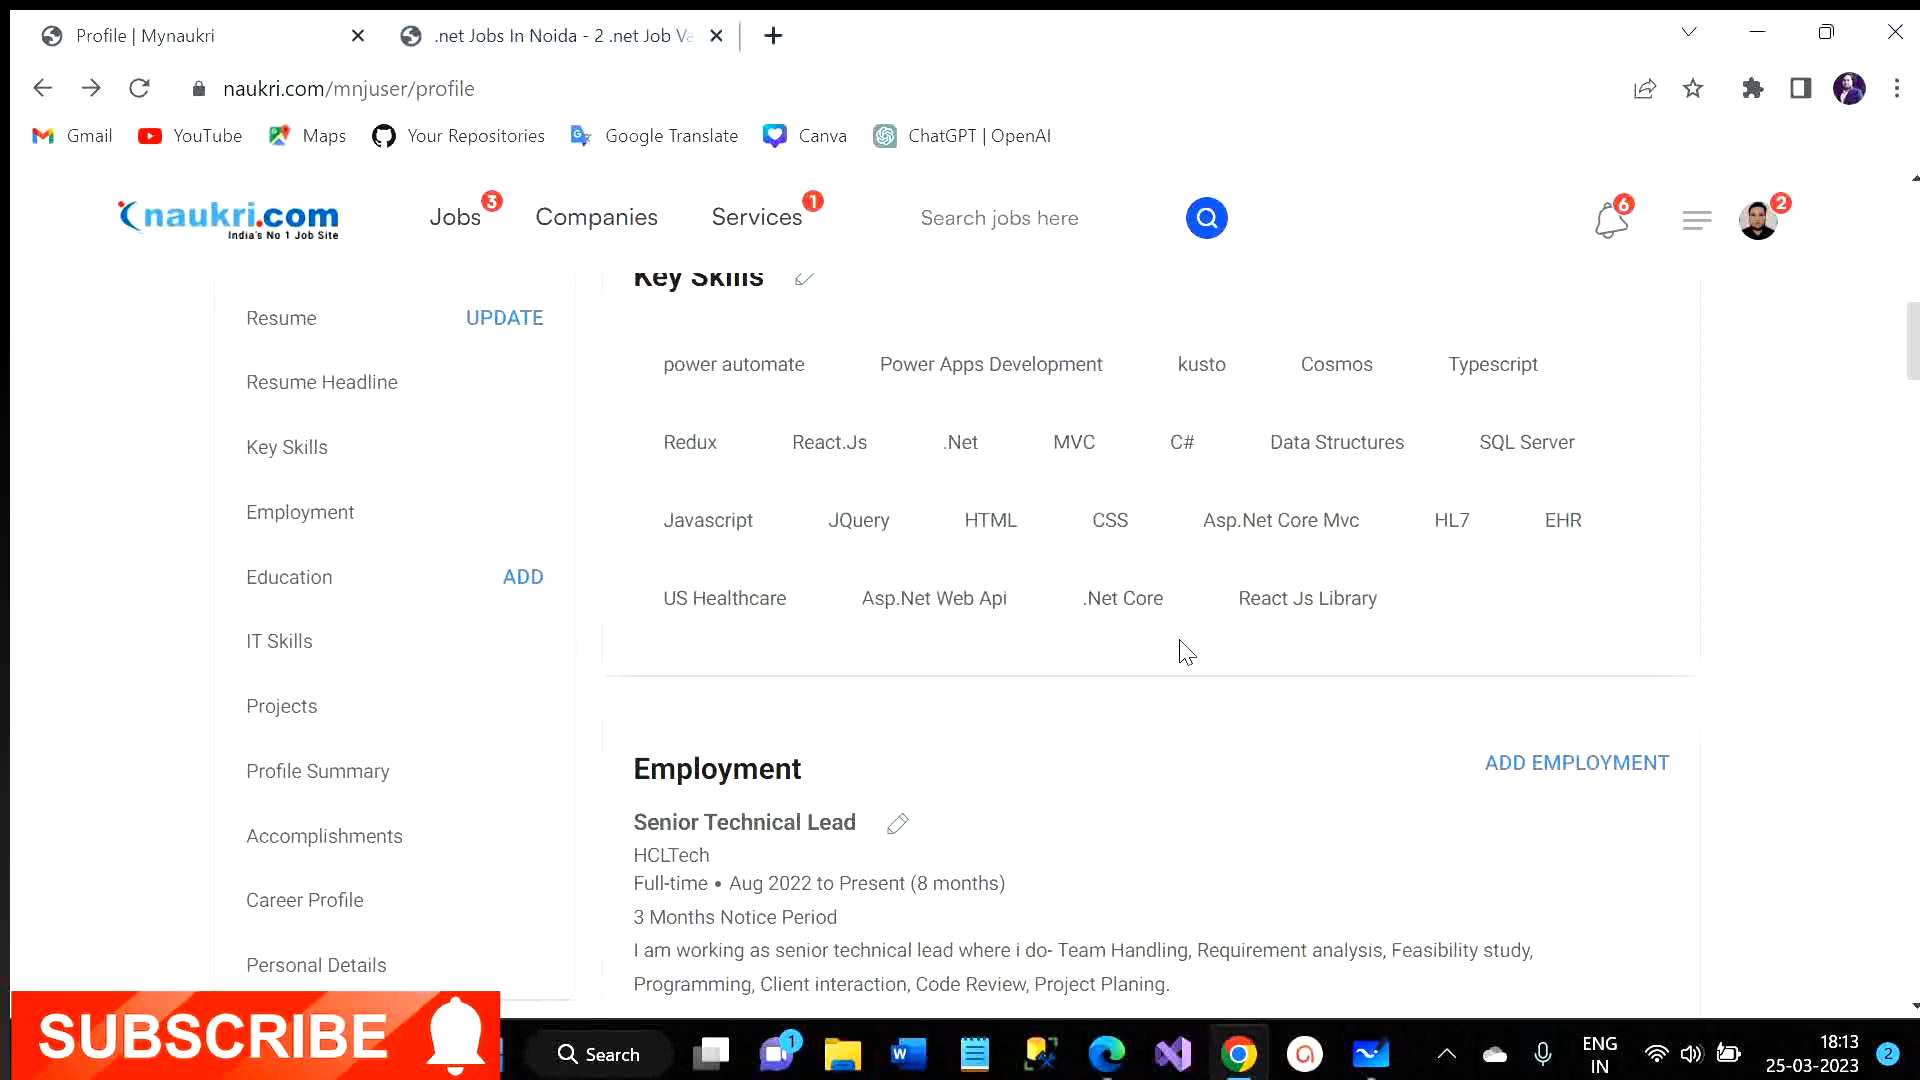 Profile | Mynaukri
.net Jobs In Noida - 2 .net Job Va
naukri.com/mnjuser/profile
Gmail YouTube Maps Your Repositories Google Translate Canva ChatGPT | OpenAI
naukri.com
India's No 1 Job Site
Jobs 3 Companies Services 1 Search jobs here 6 2
Key Skills
Resume UPDATE
Resume Headline
Key Skills
Employment
Education ADD
IT Skills
Projects
Profile Summary
Accomplishments
Career Profile
Personal Details
power automate Power Apps Development kusto Cosmos Typescript
Redux React.Js .Net MVC C# Data Structures SQL Server
Javascript JQuery HTML CSS Asp.Net Core Mvc HL7 EHR
US Healthcare Asp.Net Web Api .Net Core React Js Library
Employment ADD EMPLOYMENT
Senior Technical Lead
HCLTech
Full-time • Aug 2022 to Present (8 months)
3 Months Notice Period
I am working as senior technical lead where i do- Team Handling, Requirement analysis, Feasibility study,
Programming, Client interaction, Code Review, Project Planing.
SUBSCRIBE
Search
1
ENG
IN
18:13
25-03-2023
2